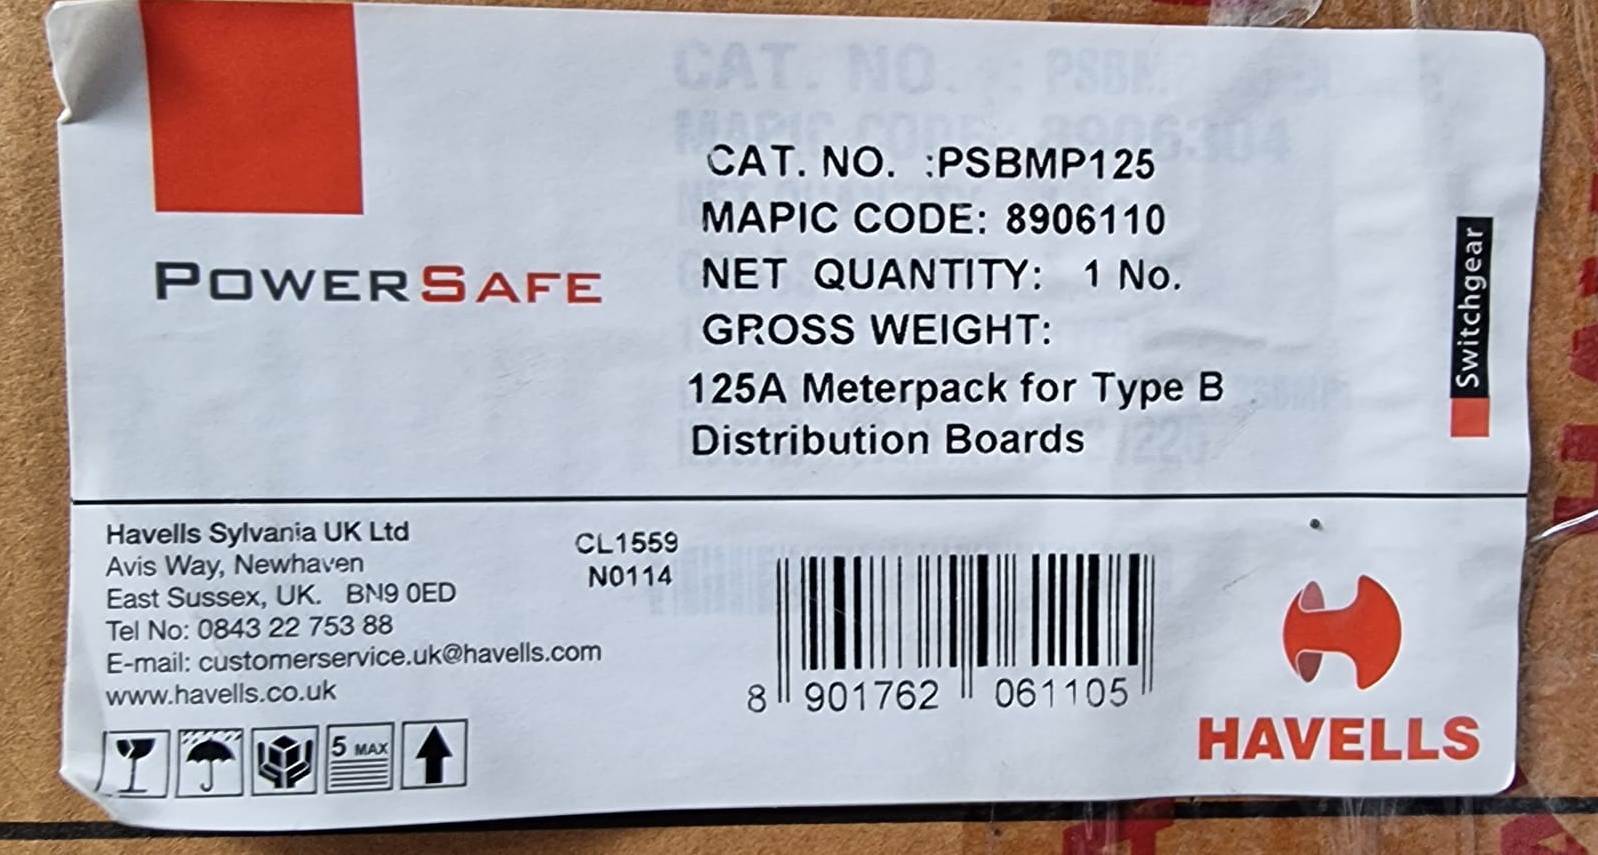 POWERSAFE
CAT. NO. :PSBMP125
MAPIC CODE: 8906110
NET QUANTITY: 1 No.
GROSS WEIGHT:
125A Meterpack for Type B
Distribution Boards
Switchgear
Havells Sylvania UK Ltd
Avis Way, Newhaven
East Sussex, UK. BN9 0ED
Tel No: 0843 22 753 88
E-mail: customerservice.uk@havells.com
www.havells.co.uk
5 MAX
CL1559
N0114
8 901762 061105
HAVELLS